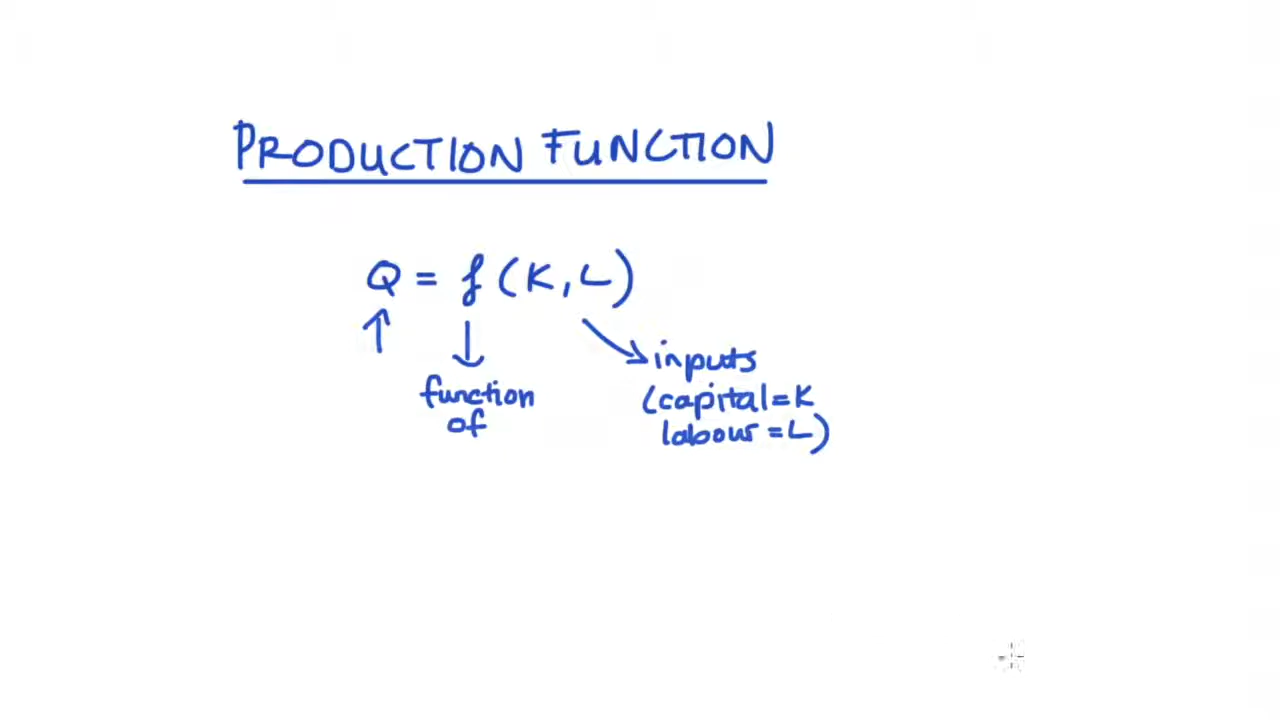 PRODUCTION FUNCTION
Q = f (K, L)
inputs
function
(capital = K
of
labour = L)